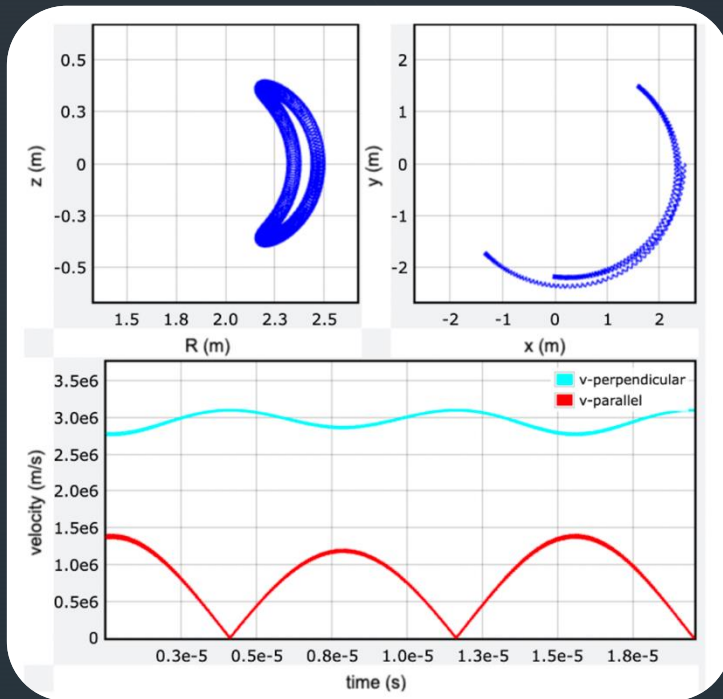 0.5
0.3
0
-0.3
-0.5
z (m)
1.5 1.8 2.0 2.3 2.5
R (m)
2
1
0
-1
-2
y (m)
-2 -1 0 1 2
x (m)
3.5e6
3.0e6
2.5e6
2.0e6
1.5e6
1.0e6
0.5e6
0
velocity (m/s)
v-perpendicular
v-parallel
0.3e-5 0.5e-5 0.8e-5 1.0e-5 1.3e-5 1.5e-5 1.8e-5
time (s)